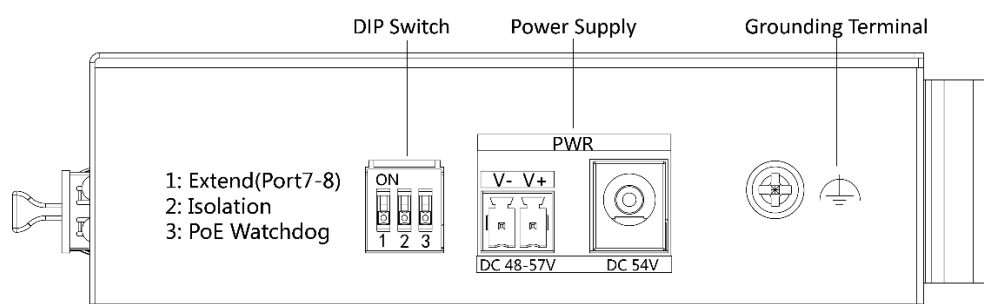 DIP Switch Power Supply Grounding Terminal
PWR
1: Extend(Port7-8)
2: Isolation
3: PoE Watchdog
ON
1 2 3
V- V+
DC 48-57V DC 54V